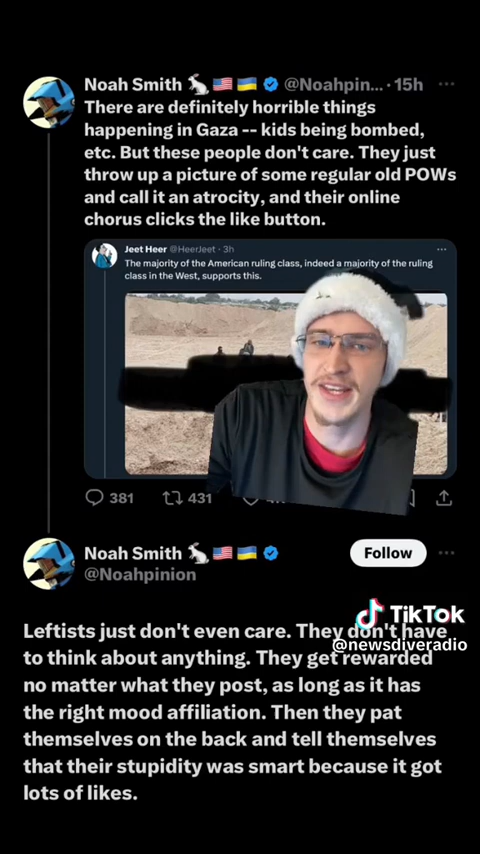 Noah Smith @Noahpin... · 15h
There are definitely horrible things
happening in Gaza -- kids being bombed,
etc. But these people don't care. They just
throw up a picture of some regular old POWs
and call it an atrocity, and their online
chorus clicks the like button.
Jeet Heer @HeerJeet · 3h
The majority of the American ruling class, indeed a majority of the ruling
class in the West, supports this.
381 431
Noah Smith
Follow
@Noahpinion
TikTok
@newsdiveradio
Leftists just don't even care. They don't have
to think about anything. They get rewarded
no matter what they post, as long as it has
the right mood affiliation. Then they pat
themselves on the back and tell themselves
that their stupidity was smart because it got
lots of likes.